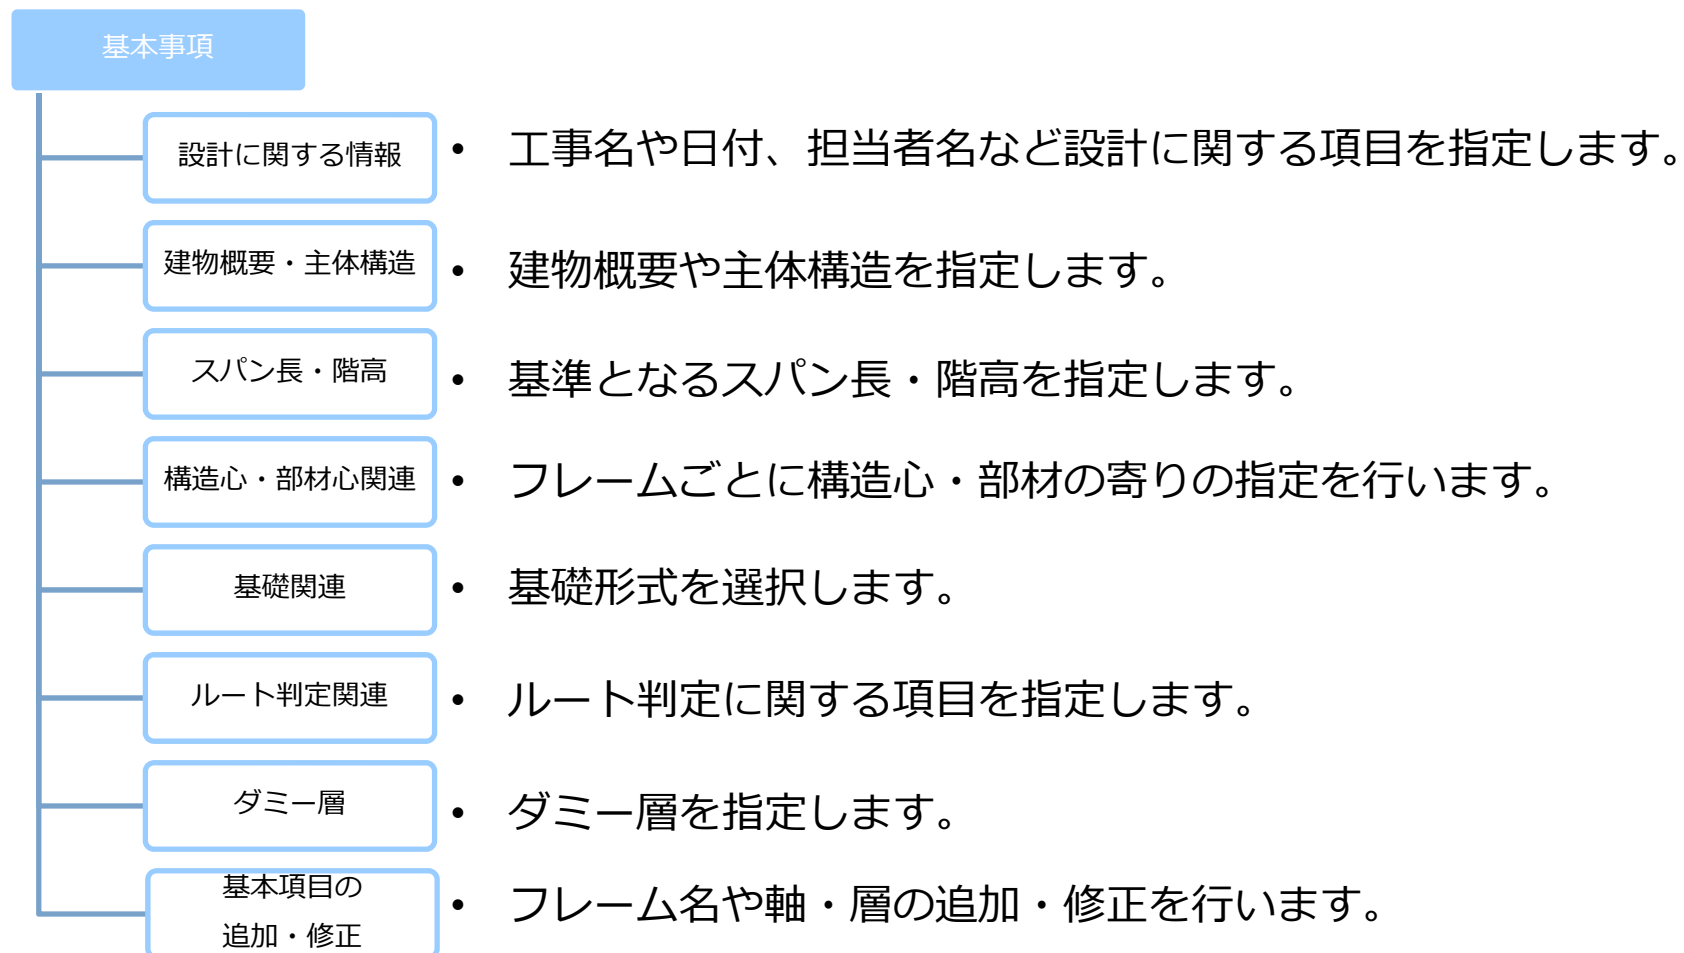 基本事項
設計に関する情報
• 工事名や日付、担当者名など設計に関する項目を指定します。
建物概要・主体構造
• 建物概要や主体構造を指定します。
スパン長・階高
• 基準となるスパン長・階高を指定します。
構造心・部材心関連
• フレームごとに構造心・部材の寄りの指定を行います。
基礎関連
• 基礎形式を選択します。
ルート判定関連
• ルート判定に関する項目を指定します。
ダミー層
• ダミー層を指定します。
基本項目の
追加・修正
• フレーム名や軸・層の追加・修正を行います。